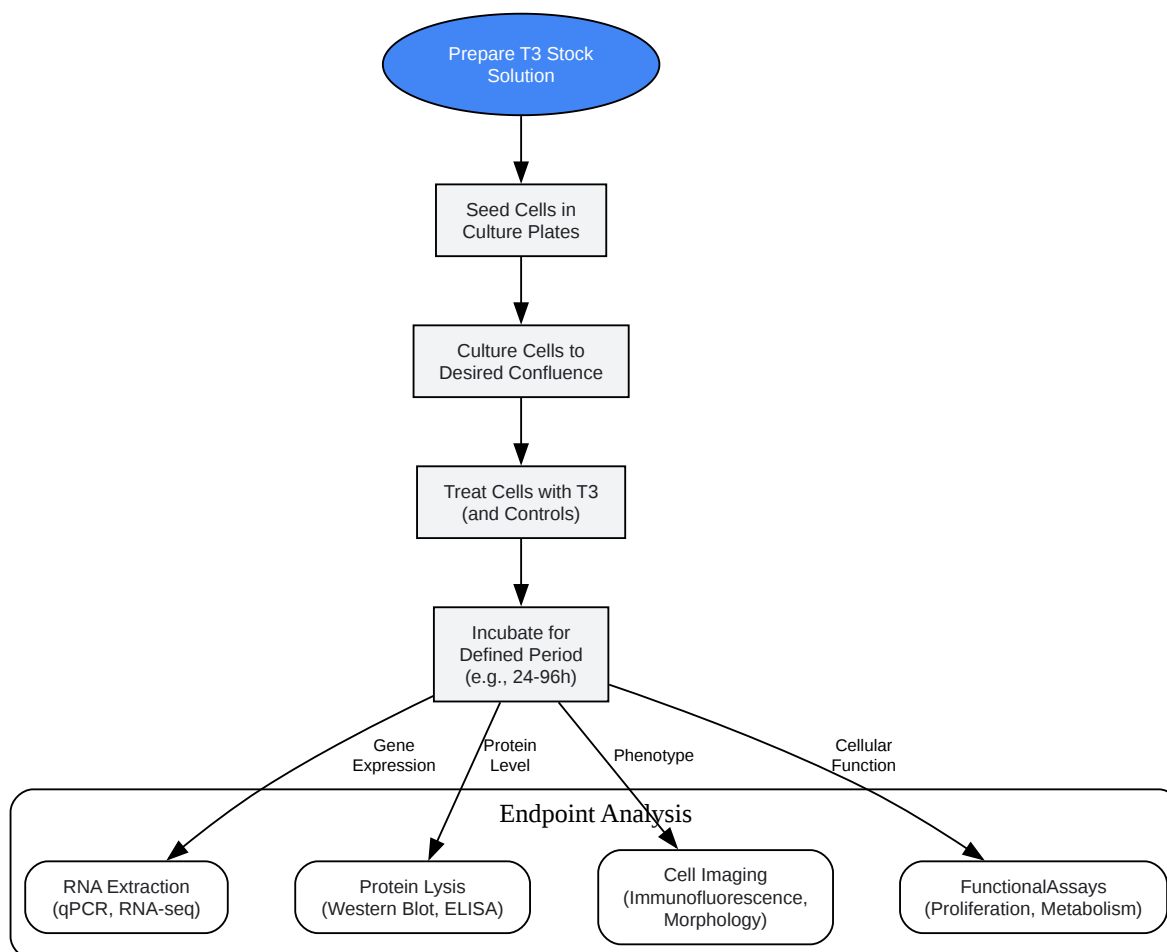 Prepare T3 Stock
Solution
Seed Cells in
Culture Plates
Culture Cells to
Desired Confluence
Treat Cells with T3
(and Controls)
Incubate for
Defined Period
(e.g., 24-96h)
Gene
Expression
Protein
Level
Phenotype
Cellular
Function
Endpoint Analysis
RNA Extraction
(qPCR, RNA-seq)
Protein Lysis
(Western Blot, ELISA)
Cell Imaging
(Immunofluorescence,
Morphology)
FunctionalAssays
(Proliferation, Metabolism)